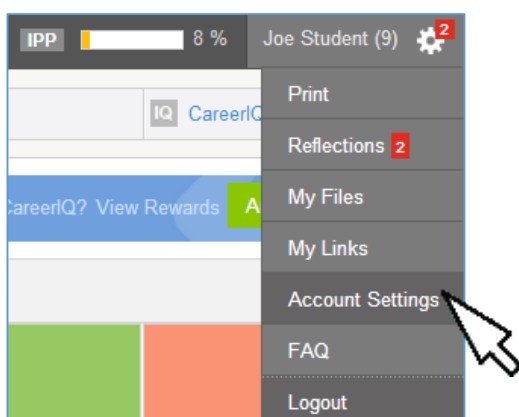 IPP 8 % Joe Student (9) 2
Print
IQ CareerIQ
Reflections 2
My Files
CareerIQ? View Rewards A
My Links
Account Settings
FAQ
Logout